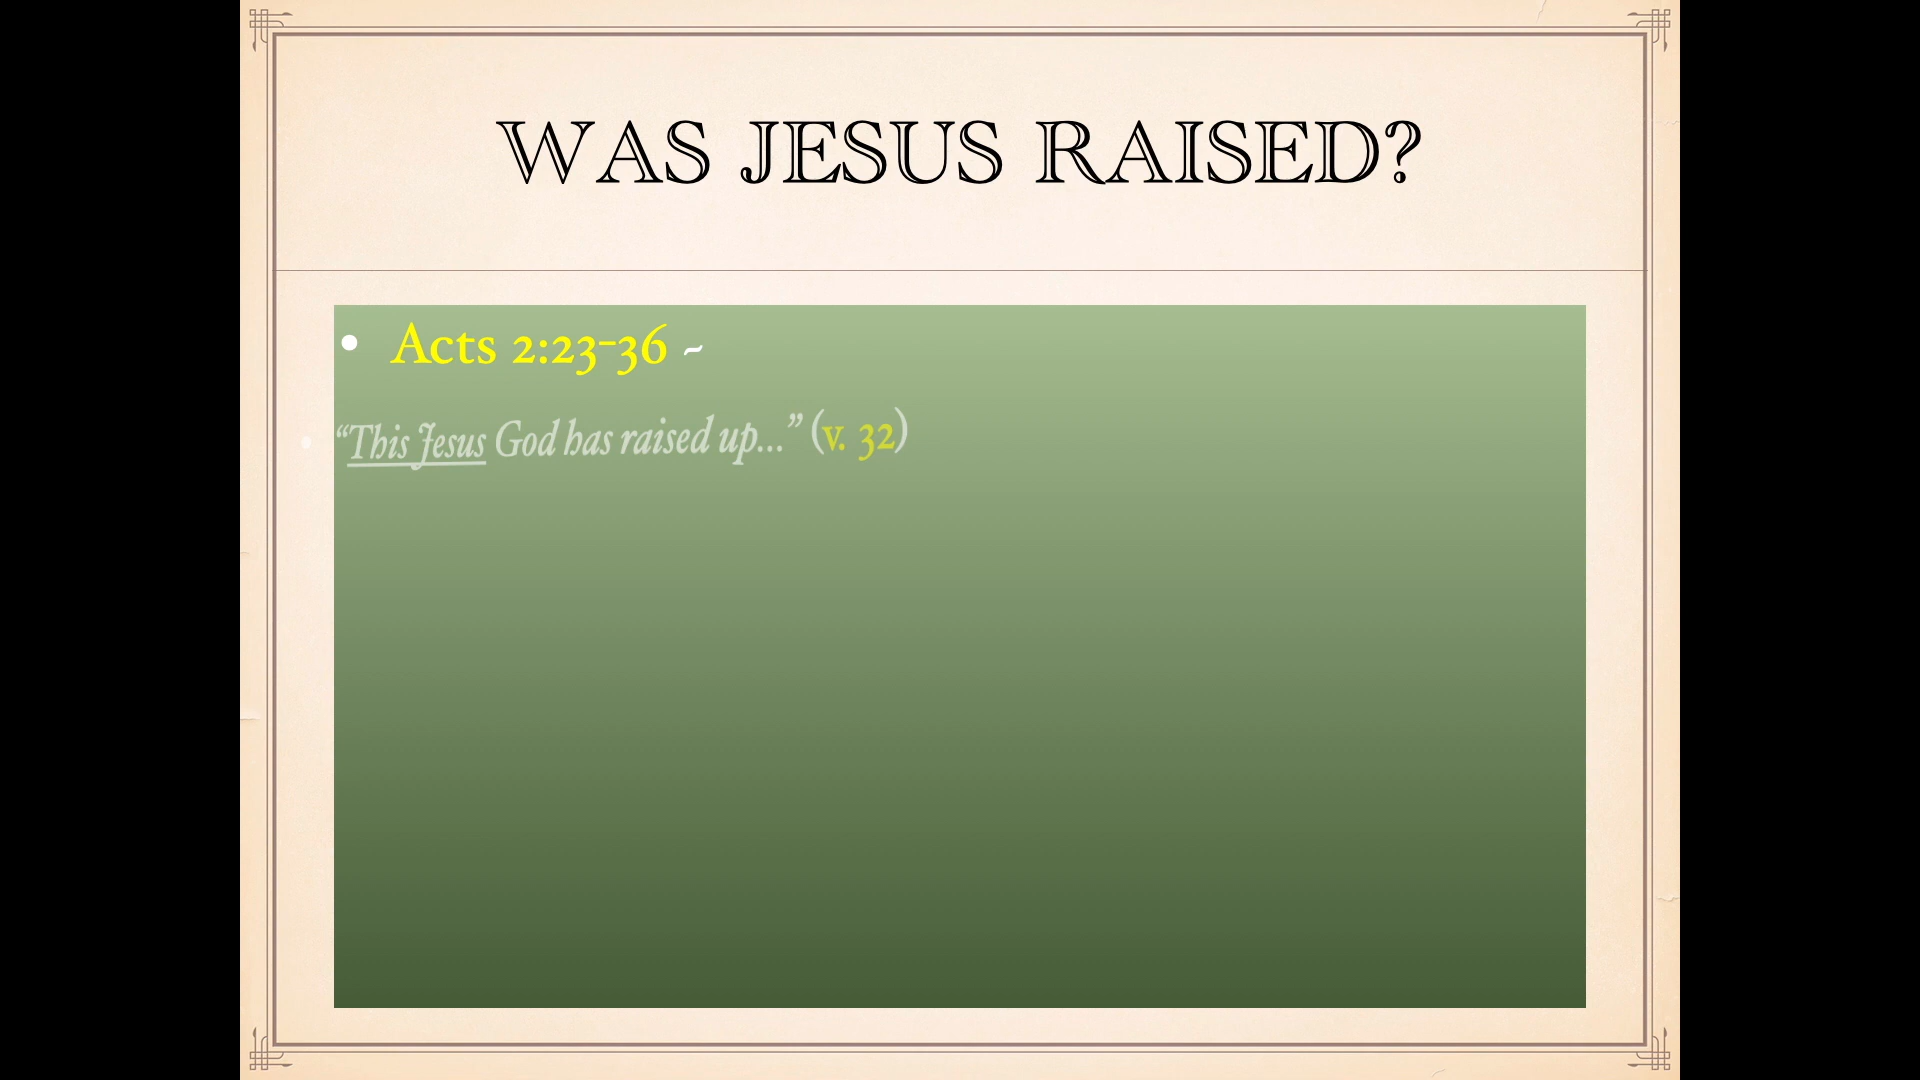 WAS JESUS RAISED?
• Acts 2:23-36 ~
• “This Jesus God has raised up...” (v. 32)